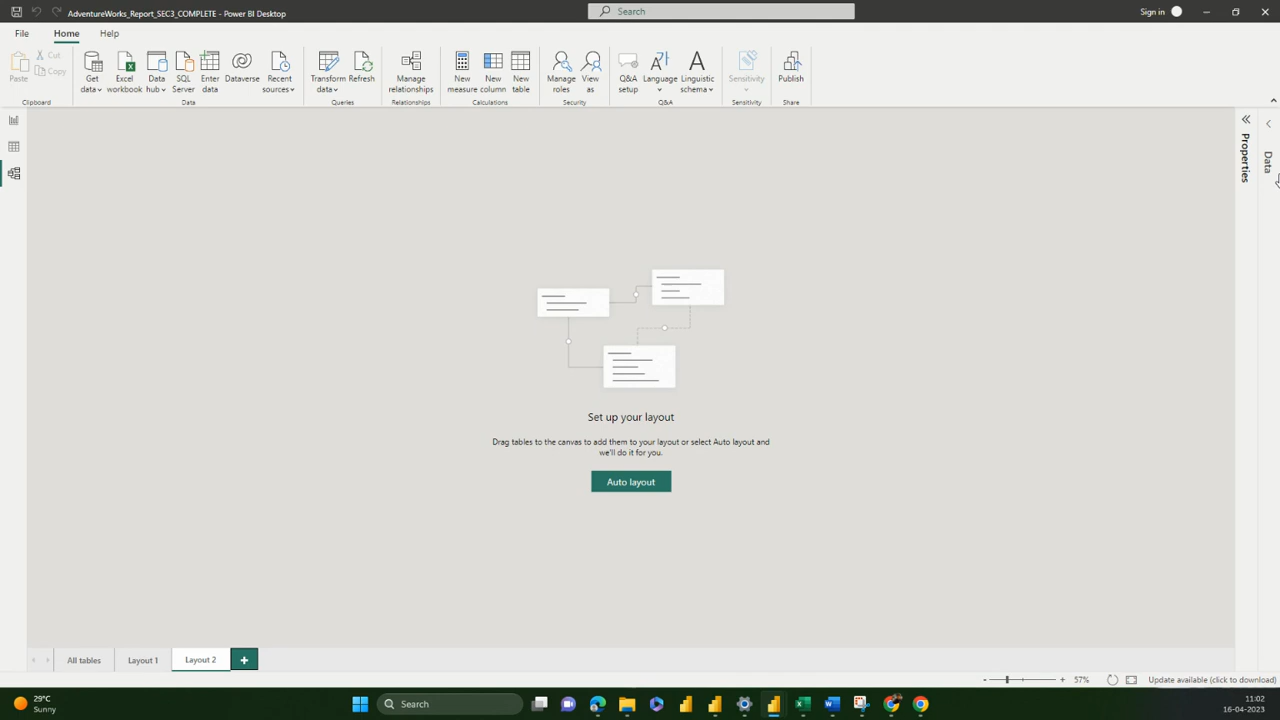 AdventureWorks_Report_SEC3_COMPLETE - Power BI Desktop
Search
Sign in
File
Home
Help
Paste
Cut
Copy
Clipboard
Get data
Excel workbook
Data hub
SQL Server
Enter data
Dataverse
Recent sources
Data
Transform data
Refresh
Queries
Manage relationships
Relationships
New measure
New column
New table
Calculations
Manage roles
View as
Security
Q&A setup
Language
Linguistic schema
Q&A
Sensitivity
Sensitivity
Publish
Share
Properties
Data
Set up your layout
Drag tables to the canvas to add them to your layout or select Auto layout and
we'll do it for you.
Auto layout
All tables
Layout 1
Layout 2
57%
Update available (click to download)
29°C
Sunny
Search
11:02
16-04-2023